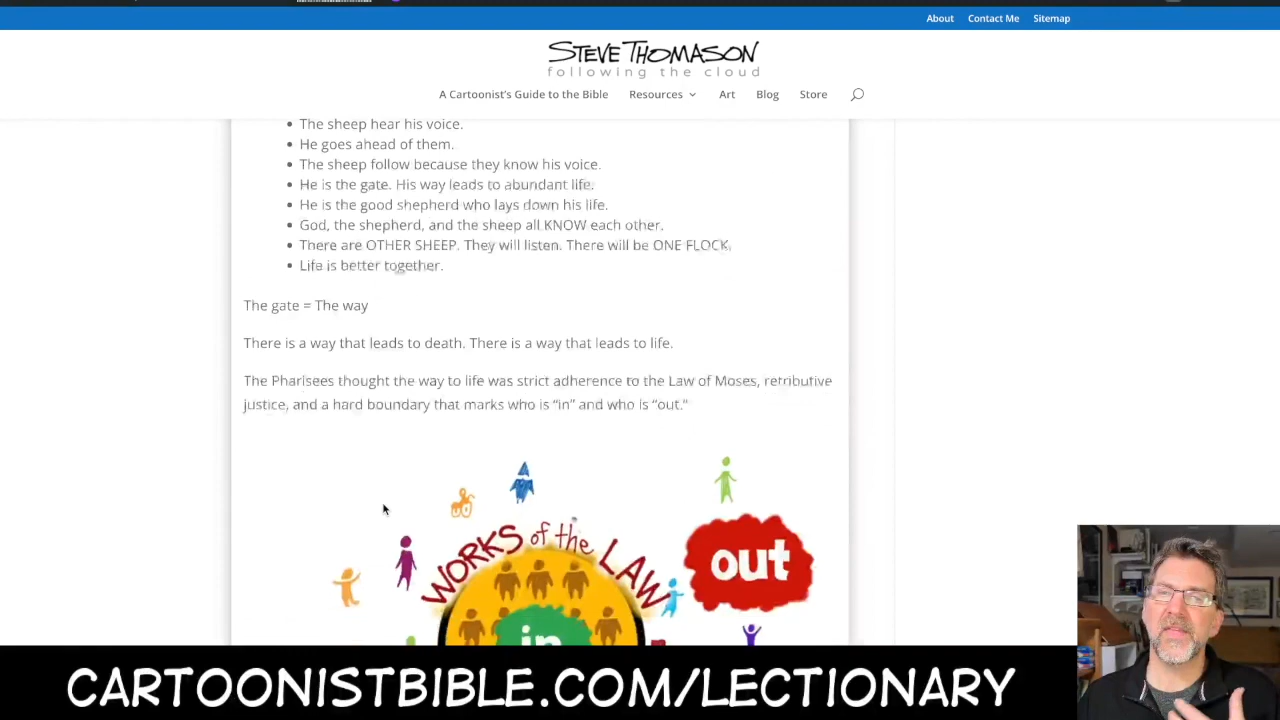 About Contact Me Sitemap
STEVE THOMASON
following the cloud
A Cartoonist's Guide to the Bible Resources Art Blog Store
The sheep hear his voice.
He goes ahead of them.
The sheep follow because they know his voice.
He is the gate. His way leads to abundant life.
He is the good shepherd who lays down his life.
God, the shepherd, and the sheep all KNOW each other.
There are OTHER SHEEP. They will listen. There will be ONE FLOCK.
Life is better together.
The gate = The way
There is a way that leads to death. There is a way that leads to life.
The Pharisees thought the way to life was strict adherence to the Law of Moses, retributive
justice, and a hard boundary that marks who is “in” and who is “out.”
WORKS of the LAW
out
in
CARTOONISTBIBLE.COM/LECTIONARY